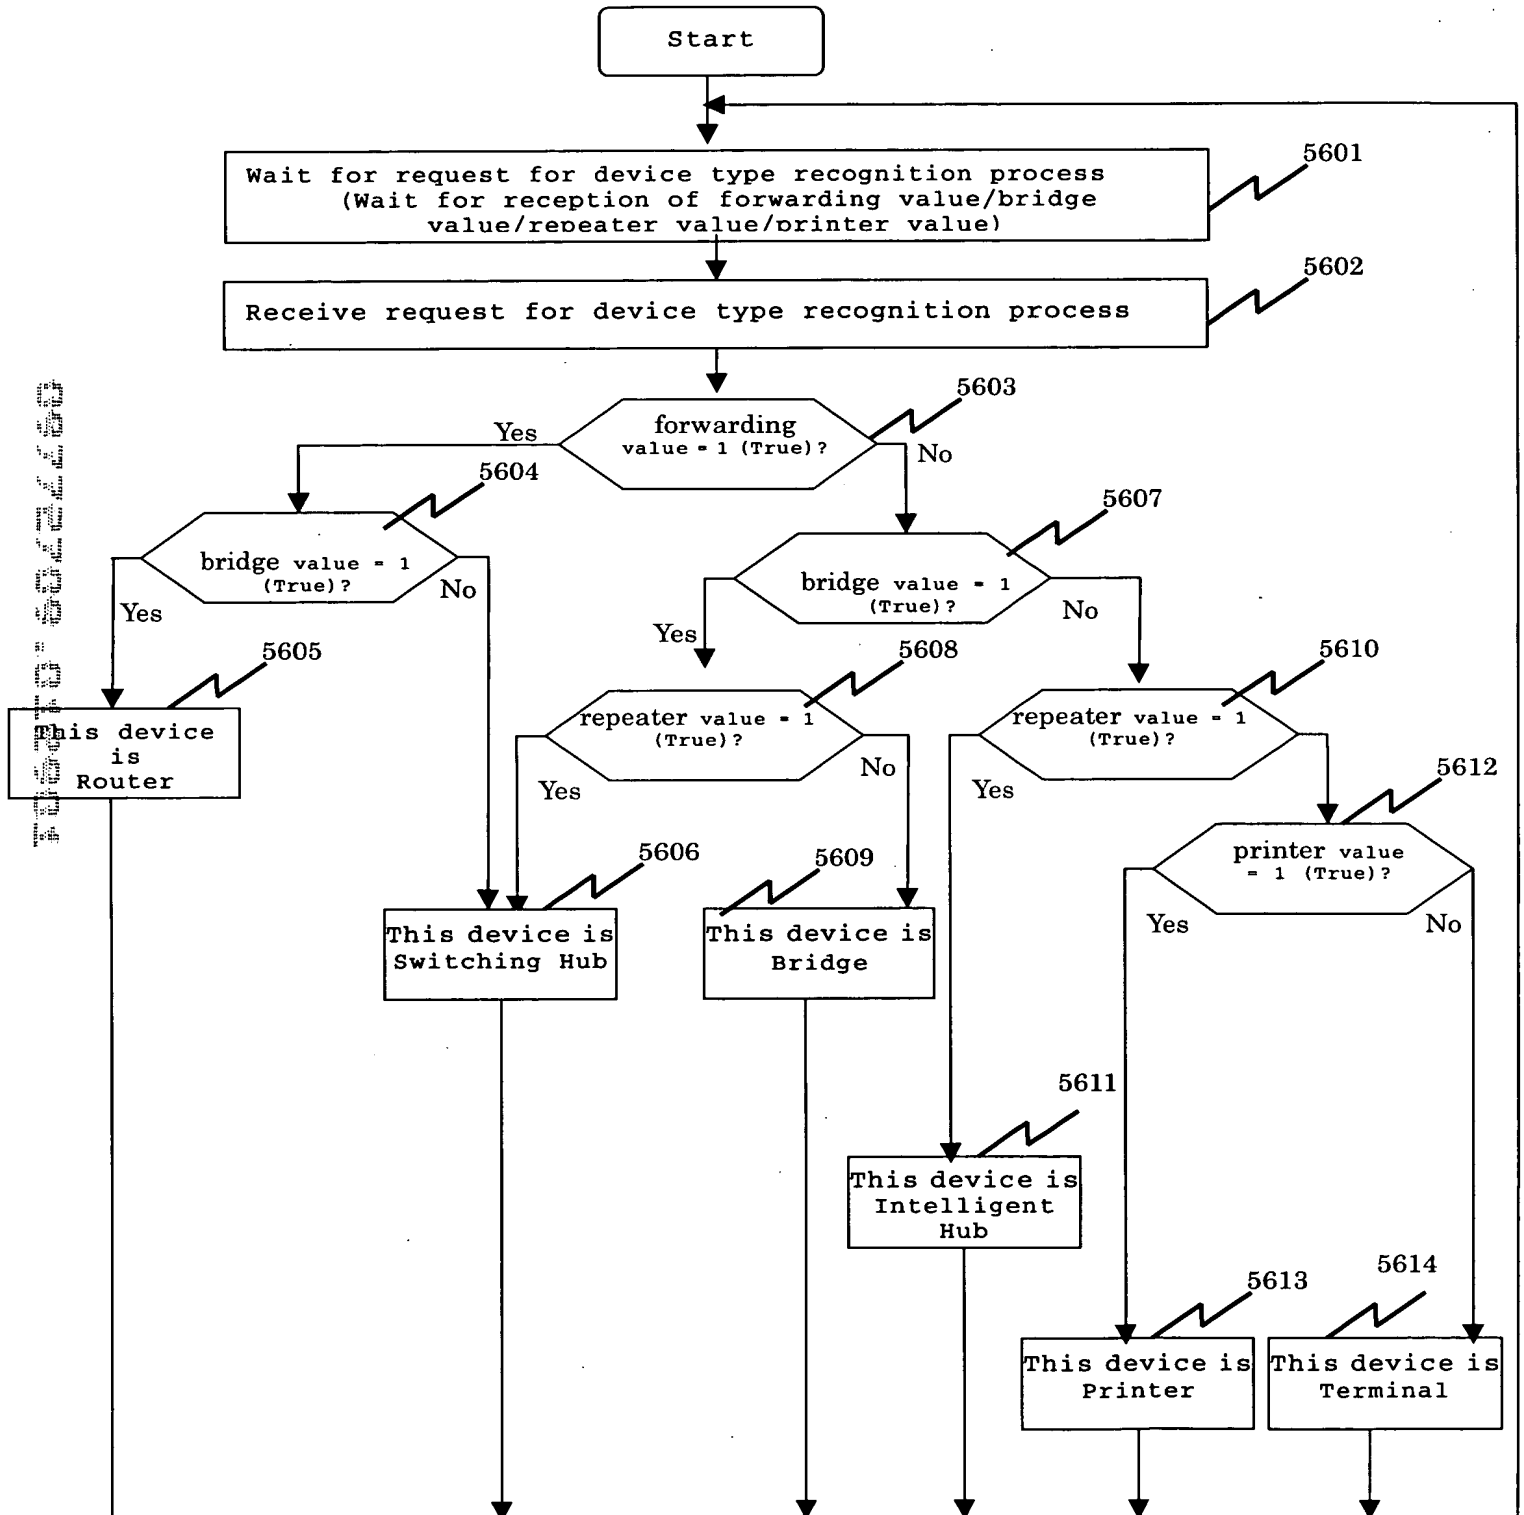 Start
5601
Wait for request for device type recognition process
(Wait for reception of forwarding value/bridge
value/repeater value/printer value)
5602
Receive request for device type recognition process
5603
forwarding
value = 1 (True)?
Yes
No
5604
bridge value = 1
(True)?
Yes
No
5607
bridge value = 1
(True)?
Yes
No
5605
This device
is
Router
5608
repeater value = 1
(True)?
Yes
No
5610
repeater value = 1
(True)?
Yes
5612
printer value
= 1 (True)?
Yes
No
5606
This device is
Switching Hub
5609
This device is
Bridge
5611
This device is
Intelligent
Hub
5613
This device is
Printer
5614
This device is
Terminal